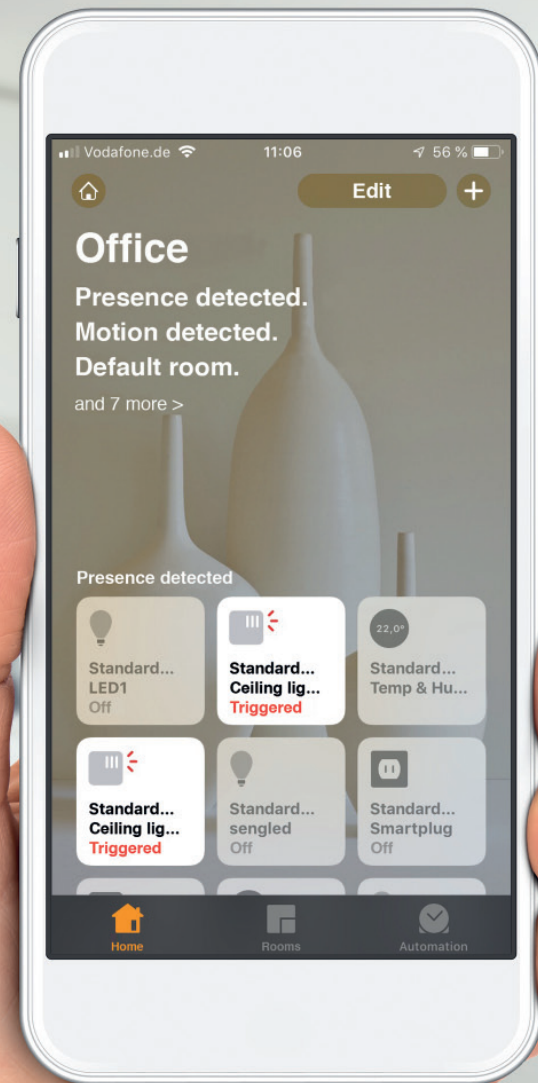 Vodafone.de 11:06 56 %
Edit +
Office
Presence detected.
Motion detected.
Default room.
and 7 more >
Presence detected
22,0°
Standard... Standard... Standard...
LED1 Ceiling lig... Temp & Hu...
Off Triggered
Standard... Standard... Standard...
Ceiling lig... sengled Smartplug
Triggered Off Off
Home Rooms Automation